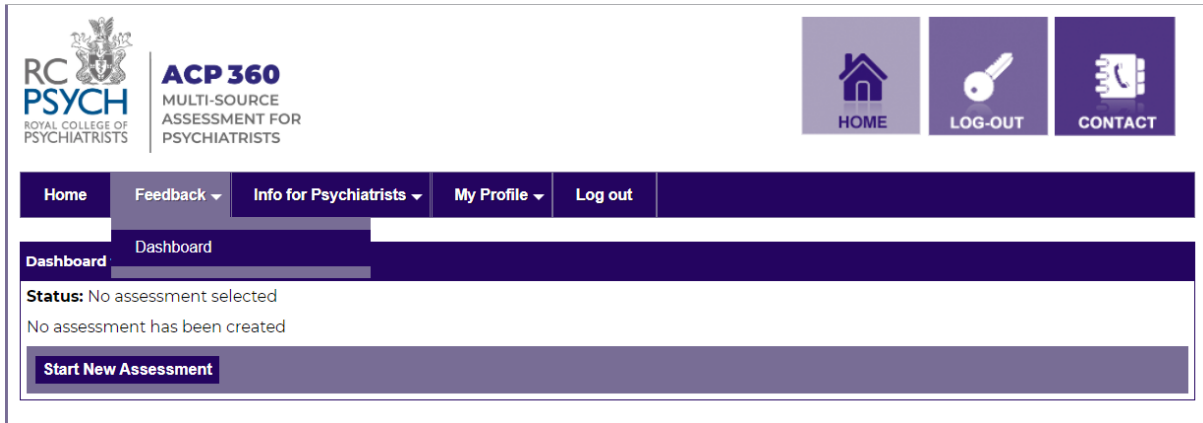 RC
PSYCH
ROYAL COLLEGE OF
PSYCHIATRISTS
ACP 360
MULTI-SOURCE
ASSESSMENT FOR
PSYCHIATRISTS
HOME
LOG-OUT
CONTACT
Home Feedback Info for Psychiatrists My Profile Log out
Dashboard
Dashboard
Status: No assessment selected
No assessment has been created
Start New Assessment